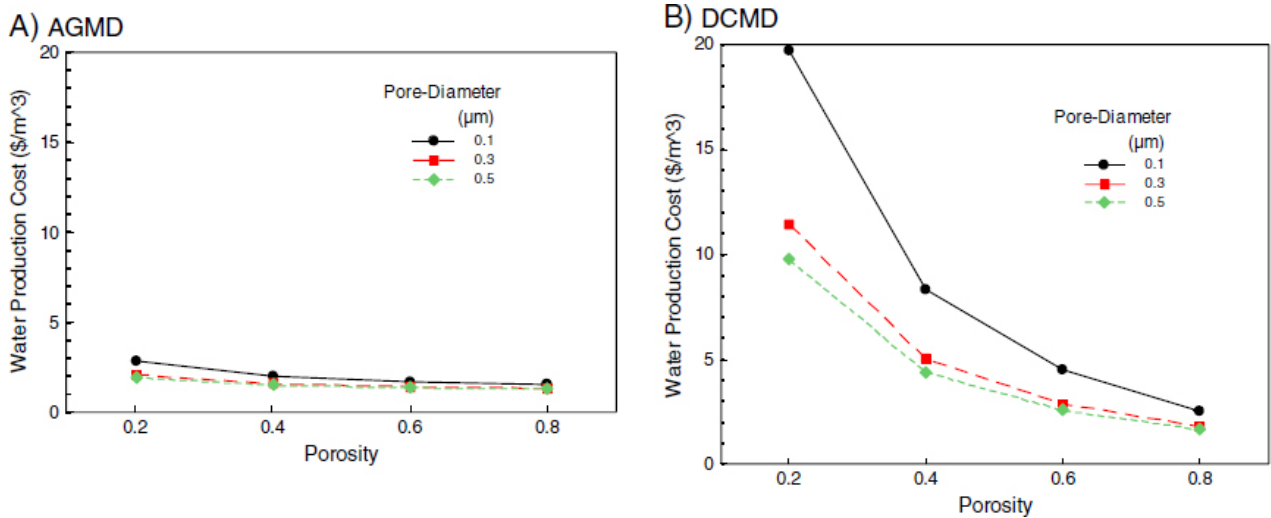 A) AGMD
20
15
10
5
0
Water Production Cost ($/m^3)
Pore-Diameter
(µm)
0.1
0.3
0.5
0.2 0.4 0.6 0.8
Porosity
B) DCMD
20
15
10
5
0
Water Production Cost ($/m^3)
Pore-Diameter
(µm)
0.1
0.3
0.5
0.2 0.4 0.6 0.8
Porosity